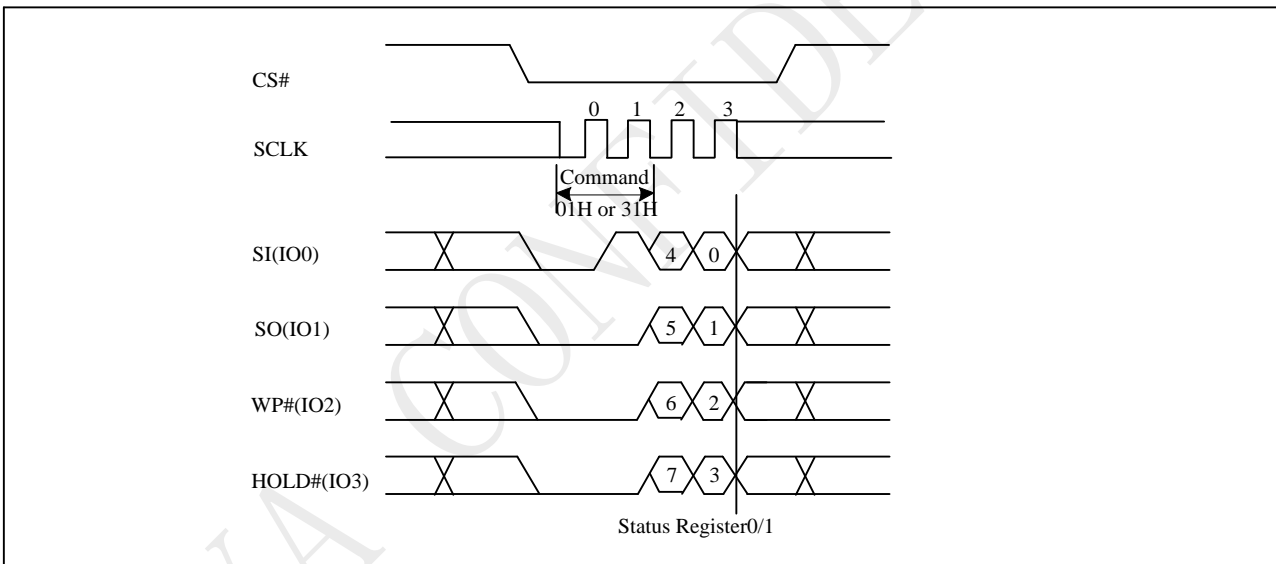 CS#
0 1 2 3
SCLK
Command
01H or 31H
SI(IO0)
4 0
SO(IO1)
5 1
WP#(IO2)
6 2
HOLD#(IO3)
7 3
Status Register0/1